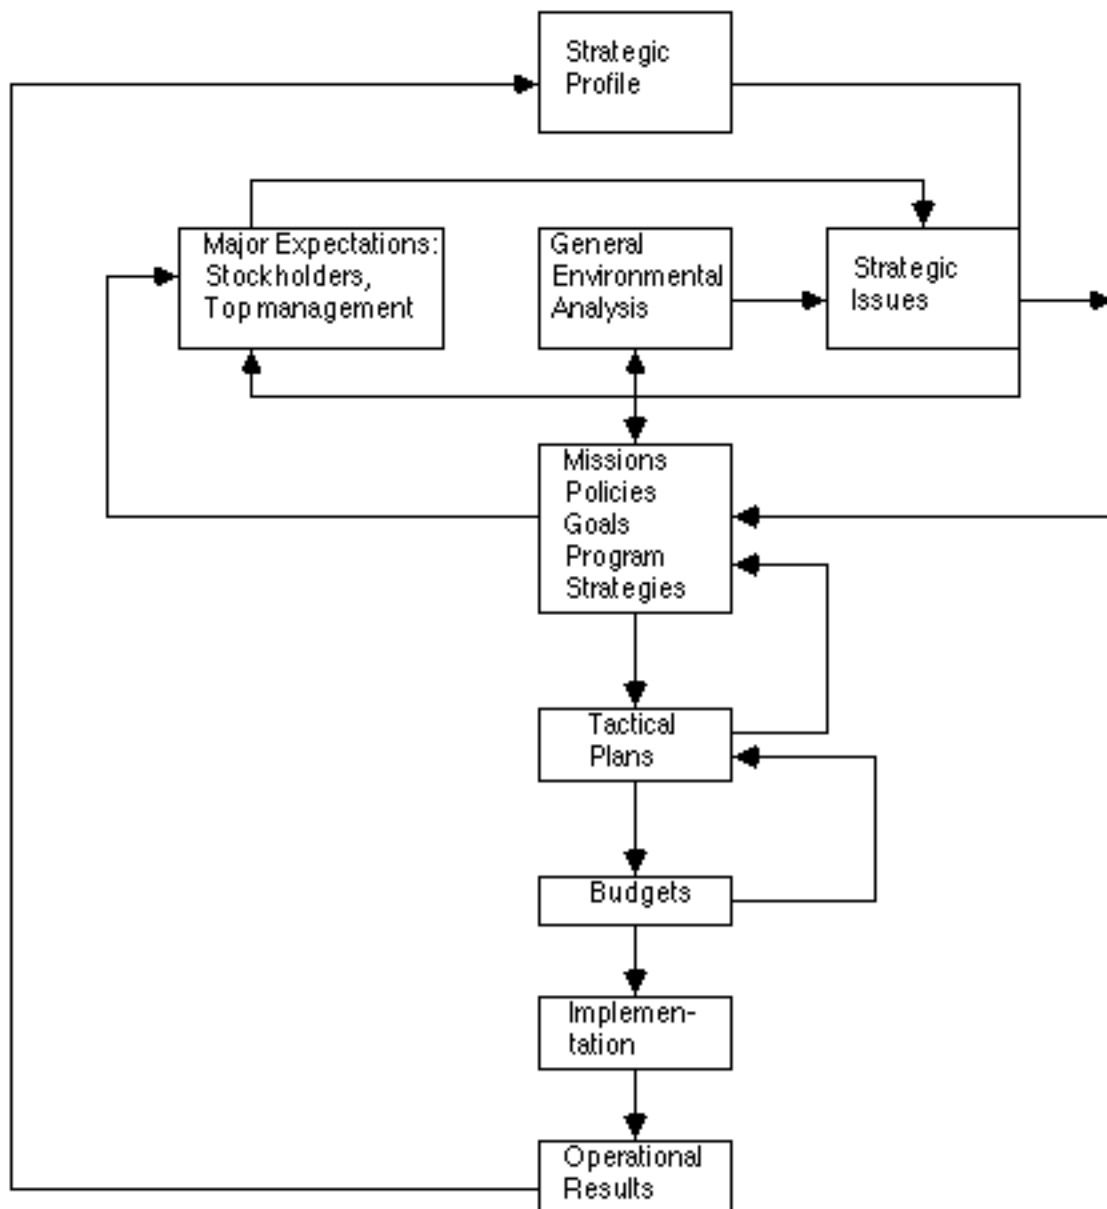 Strategic
Profile
Major Expectations:
Stockholders,
Top management
General
Environmental
Analysis
Strategic
Issues
Missions
Policies
Goals
Program
Strategies
Tactical
Plans
Budgets
Implemen-
tation
Operational
Results